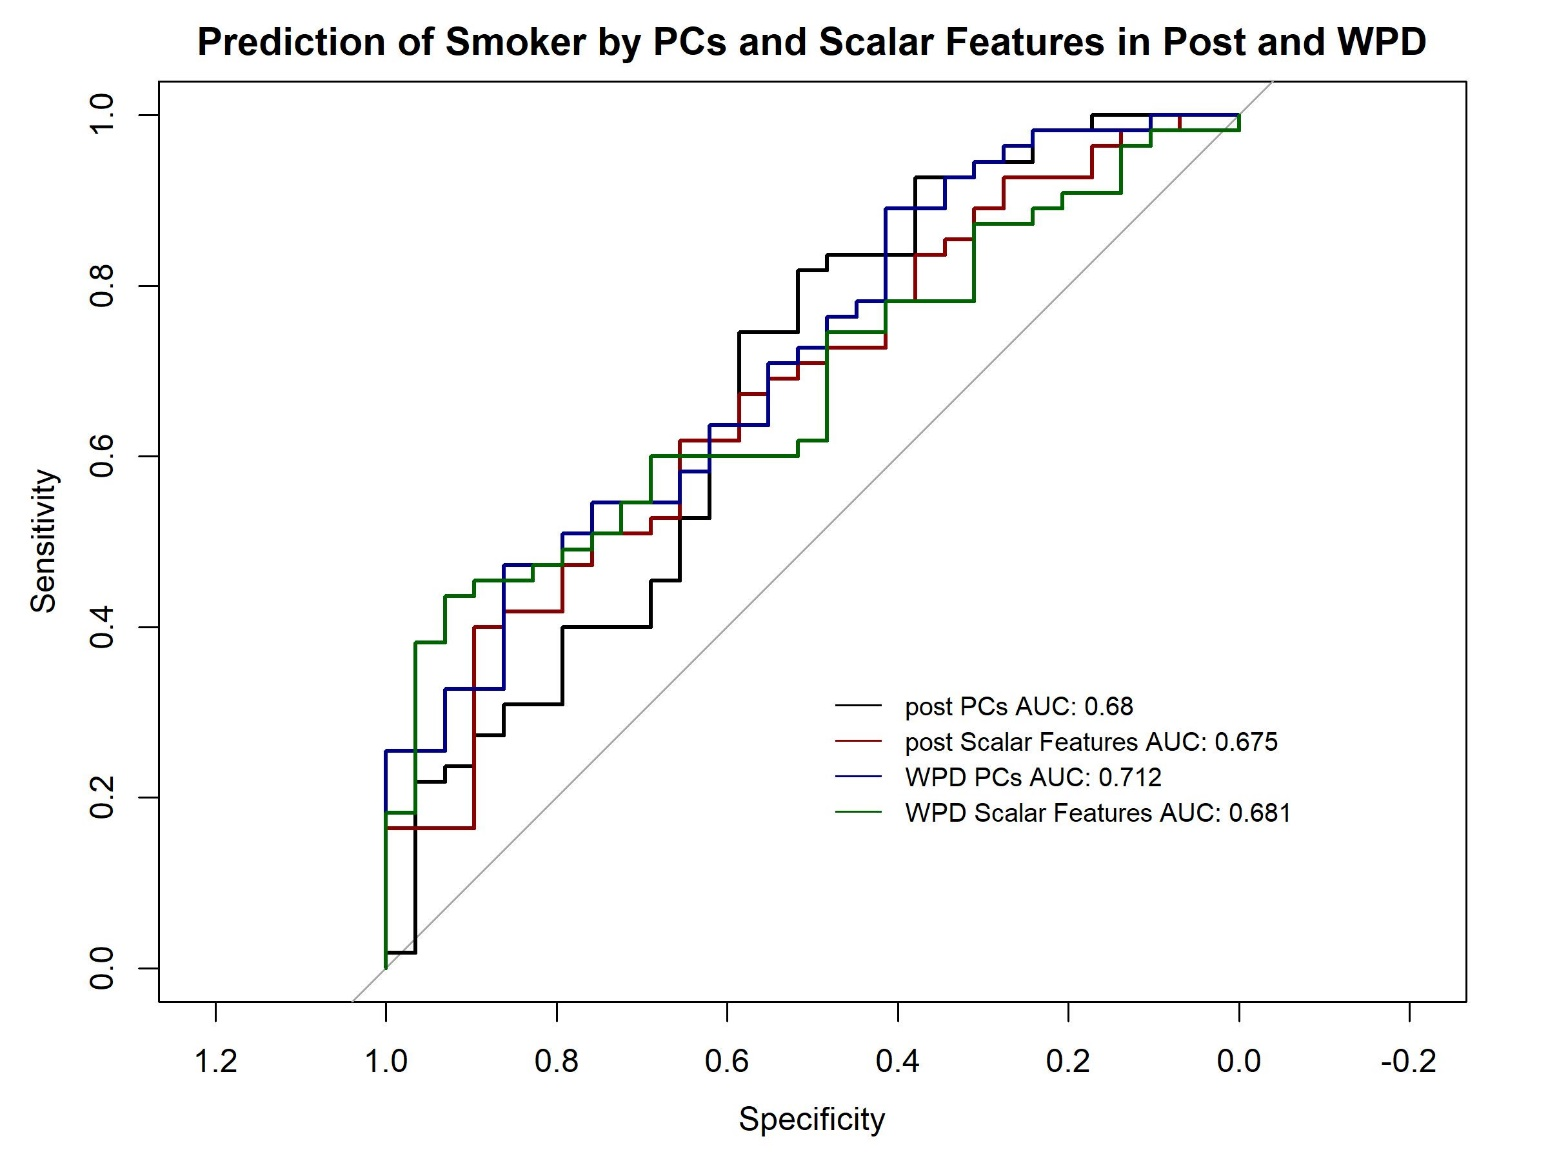 Prediction of Smoker by PCs and Scalar Features in Post and WPD
1.0
0.8
0.6
0.4
0.2
0.0
Sensitivity
post PCs AUC: 0.68
post Scalar Features AUC: 0.675
WPD PCs AUC: 0.712
WPD Scalar Features AUC: 0.681
1.2 1.0 0.8 0.6 0.4 0.2 0.0 -0.2
Specificity